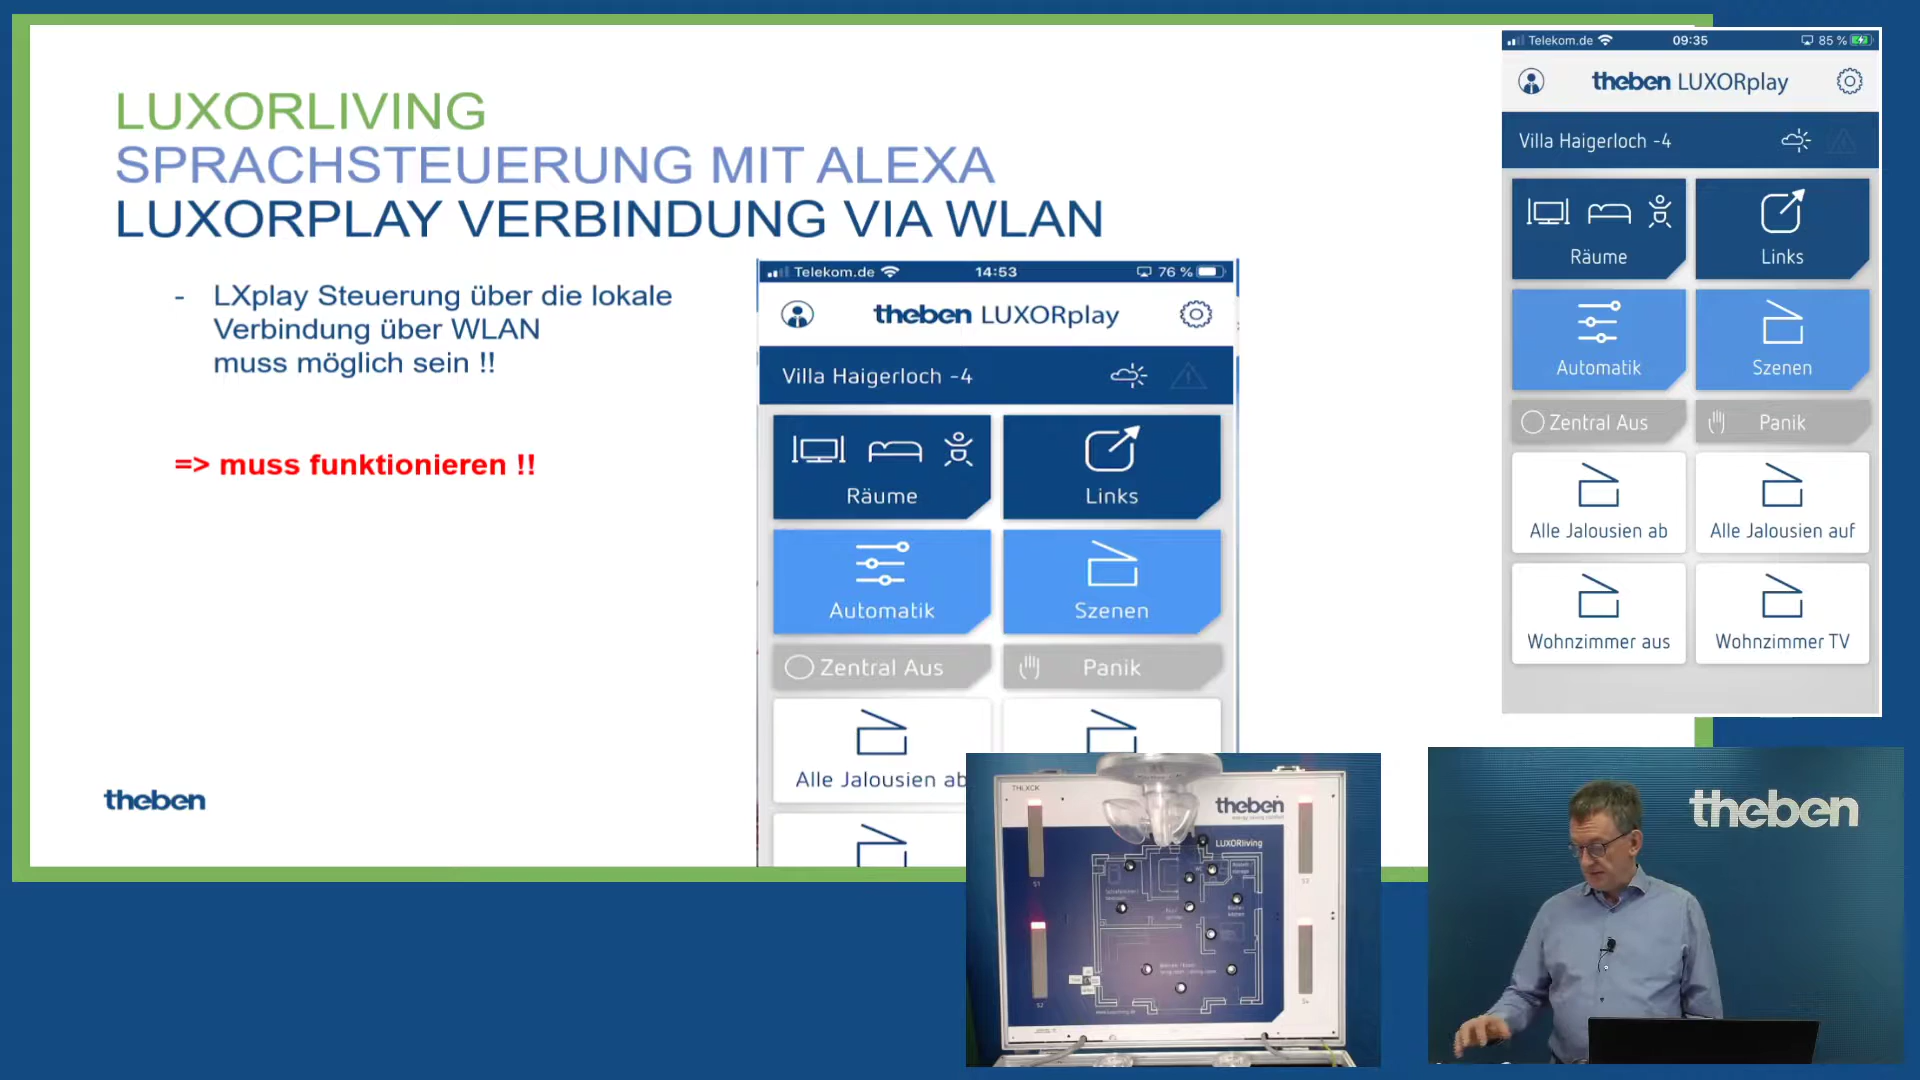 LUXORLIVING
SPRACHSTEUERUNG MIT ALEXA
LUXORPLAY VERBINDUNG VIA WLAN
- LXplay Steuerung über die lokale
Verbindung über WLAN
muss möglich sein !!
=> muss funktionieren !!
theben
Telekom.de 14:53 76 %
theben LUXORplay
Villa Haigerloch -4
Räume Links
Automatik Szenen
Zentral Aus Panik
Alle Jalousien ab
Telekom.de 09:35 85 %
theben LUXORplay
Villa Haigerloch -4
Räume Links
Automatik Szenen
Zentral Aus Panik
Alle Jalousien ab Alle Jalousien auf
Wohnzimmer aus Wohnzimmer TV
THLXCK
theben
LUXORliving
S1
S2
theben